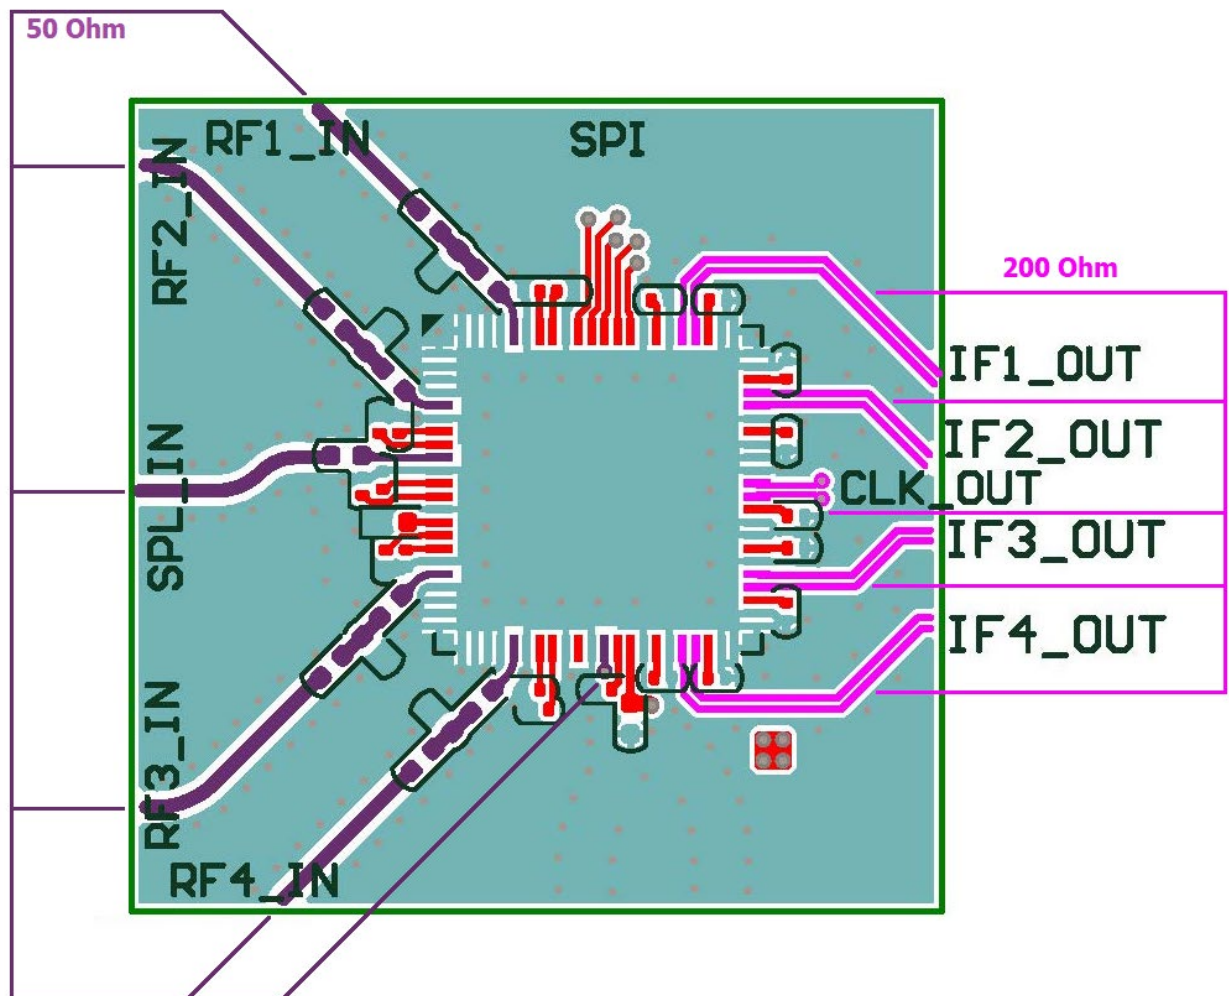 50 Ohm
RF1_IN
SPI
RF2_IN
200 Ohm
IF1_OUT
IF2_OUT
SPL_IN
CLK_OUT
IF3_OUT
IF4_OUT
RF3_IN
RF4_IN